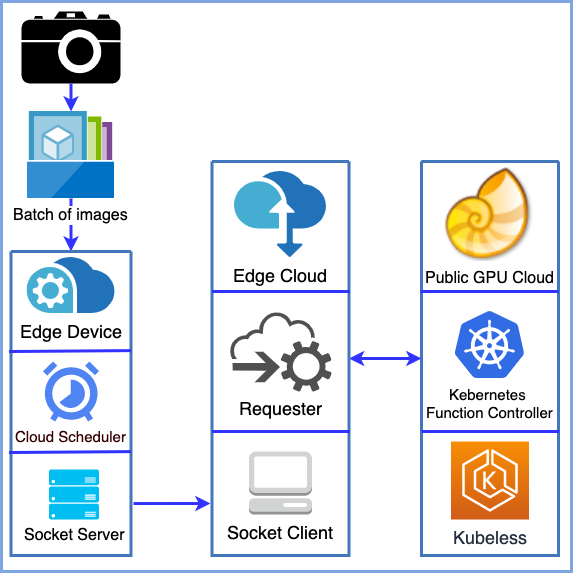 Batch of images
Edge Device
Cloud Scheduler
Socket Server
Edge Cloud
Requester
Socket Client
Public GPU Cloud
Kebernetes
Function Controller
K
Kubeless